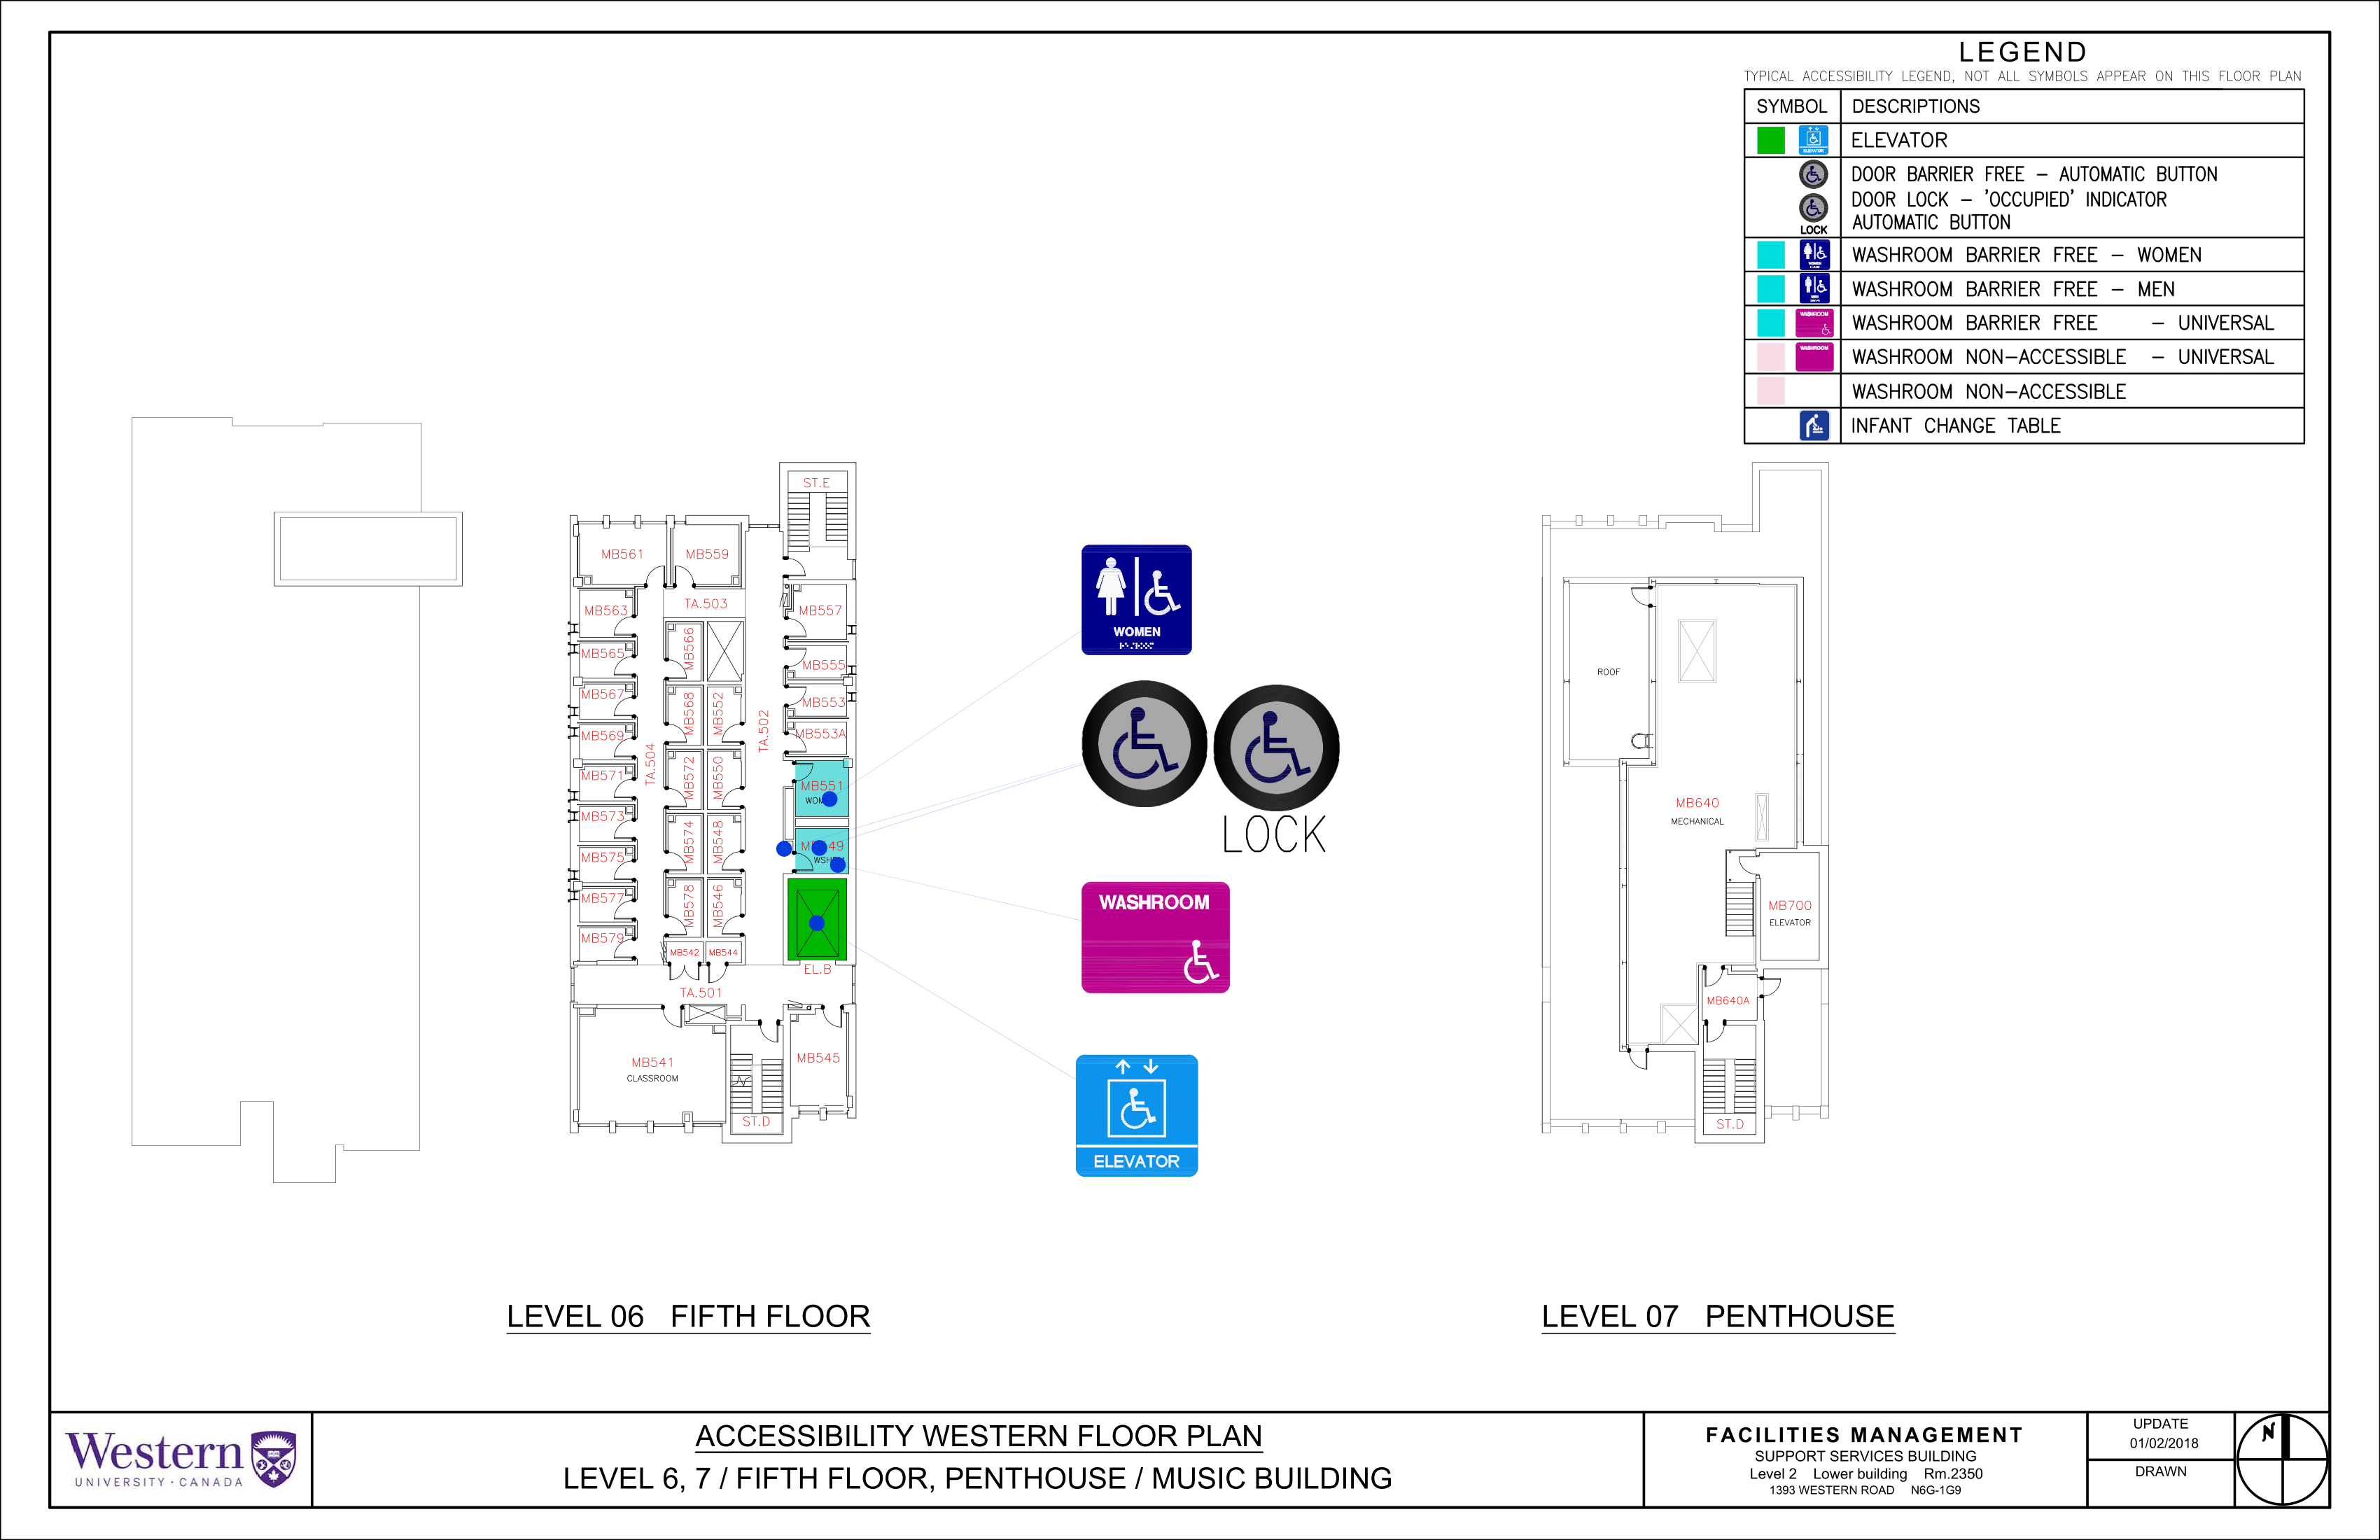 LEGEND
TYPICAL ACCESSIBILITY LEGEND, NOT ALL SYMBOLS APPEAR ON THIS FLOOR PLAN
SYMBOL DESCRIPTIONS
ELEVATOR ELEVATOR
DOOR BARRIER FREE - AUTOMATIC BUTTON
DOOR LOCK - 'OCCUPIED' INDICATOR
AUTOMATIC BUTTON
LOCK
WOMEN WASHROOM BARRIER FREE - WOMEN
MEN WASHROOM BARRIER FREE - MEN
WASHROOM WASHROOM BARRIER FREE - UNIVERSAL
WASHROOM WASHROOM NON-ACCESSIBLE - UNIVERSAL
WASHROOM NON-ACCESSIBLE
INFANT CHANGE TABLE
ST.E
MB561 MB559
TA.503
MB563 MB557
MB566
MB565 MB555
MB567 MB568 MB552 MB553
TA.502
MB569 MB553A
TA.504
MB571 MB572 MB550 MB551
MB573
MB574 MB548
MB575
MB577 MB578 MB546
MB579
MB542 MB544
EL.B
TA.501
MB541
CLASSROOM
MB545
ST.D
WOMEN
LOCK
WASHROOM
ELEVATOR
ROOF
MB640
MECHANICAL
MB700
ELEVATOR
MB640A
ST.D
LEVEL 06 FIFTH FLOOR
LEVEL 07 PENTHOUSE
Western
UNIVERSITY · CANADA
ACCESSIBILITY WESTERN FLOOR PLAN
LEVEL 6, 7 / FIFTH FLOOR, PENTHOUSE / MUSIC BUILDING
FACILITIES MANAGEMENT
SUPPORT SERVICES BUILDING
Level 2 Lower building Rm.2350
1393 WESTERN ROAD N6G-1G9
UPDATE
01/02/2018
DRAWN
N